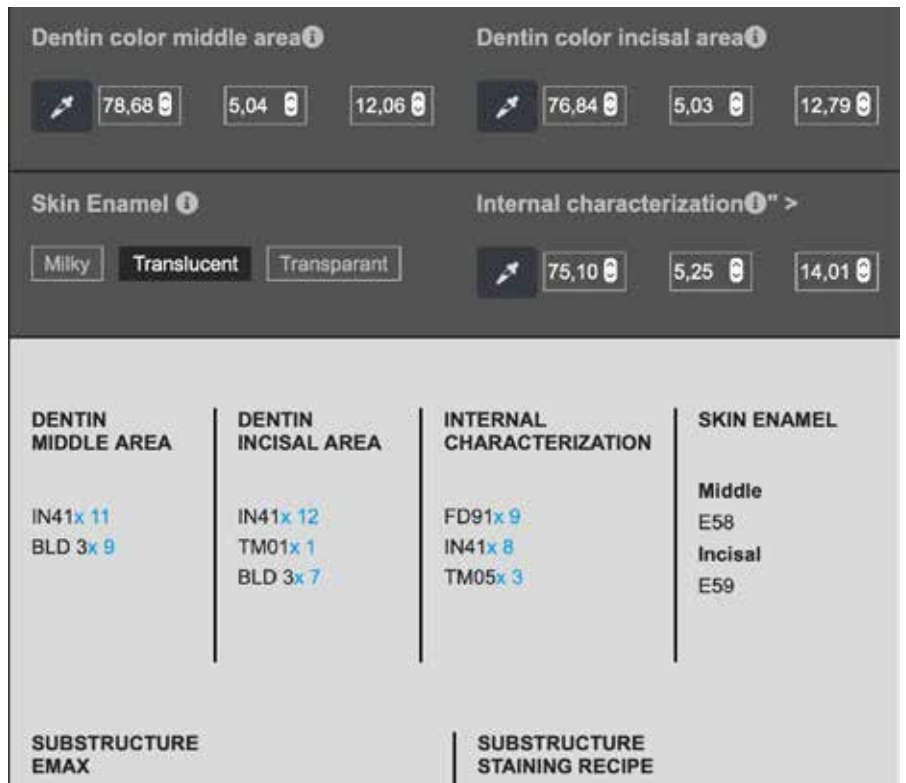 Dentin color middle area
Dentin color incisal area
78,68 5,04 12,06
76,84 5,03 12,79
Skin Enamel
Internal characterization" >
Milky Translucent Transparant
75,10 5,25 14,01
DENTIN
MIDDLE AREA
IN41x 11
BLD 3x 9
DENTIN
INCISAL AREA
IN41x 12
TM01x 1
BLD 3x 7
INTERNAL
CHARACTERIZATION
FD91x 9
IN41x 8
TM05x 3
SKIN ENAMEL
Middle
E58
Incisal
E59
SUBSTRUCTURE
EMAX
SUBSTRUCTURE
STAINING RECIPE